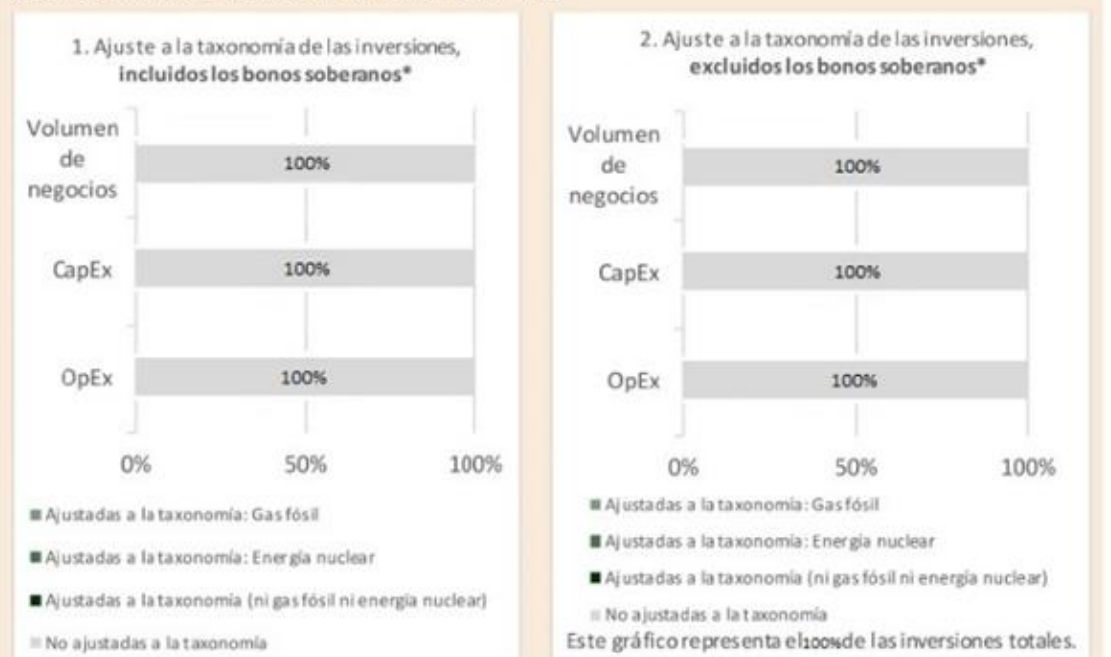 1. Ajuste a la taxonomía de las inversiones,
incluidos los bonos soberanos*
Volumen
de
negocios
100%
CapEx
100%
OpEx
100%
0%
50%
100%
Ajustadas a la taxonomía: Gas fósil
Ajustadas a la taxonomía: Energía nuclear
Ajustadas a la taxonomía (ni gas fósil ni energía nuclear)
No ajustadas a la taxonomía
2. Ajuste a la taxonomía de las inversiones,
excluidos los bonos soberanos*
Volumen
de
negocios
100%
CapEx
100%
OpEx
100%
0%
50%
100%
Ajustadas a la taxonomía: Gas fósil
Ajustadas a la taxonomía: Energía nuclear
Ajustadas a la taxonomía (ni gas fósil ni energía nuclear)
No ajustadas a la taxonomía
Este gráfico representa el 100% de las inversiones totales.